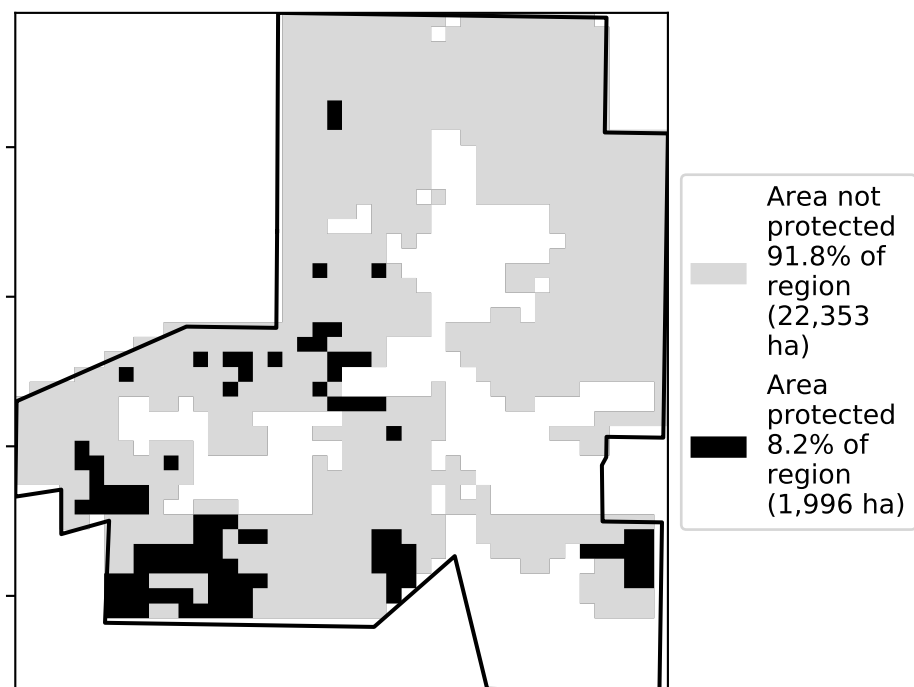 Area not
protected
91.8% of
region
(22,353
ha)
Area
protected
8.2% of
region
(1,996 ha)